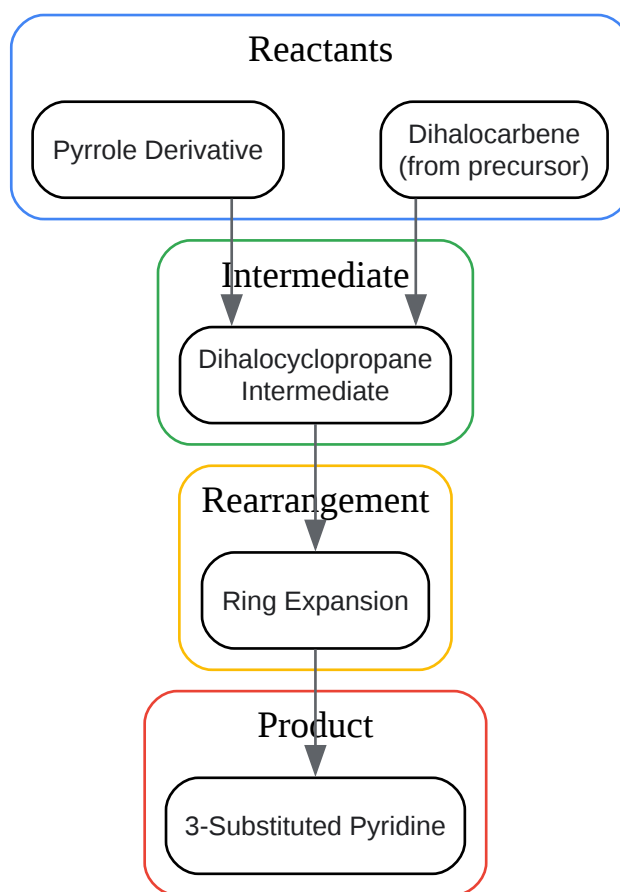 Reactants
Pyrrole Derivative
Dihalocarbene
(from precursor)
Intermediate
Dihalocyclopropane
Intermediate
Rearrangement
Ring Expansion
Product
3-Substituted Pyridine